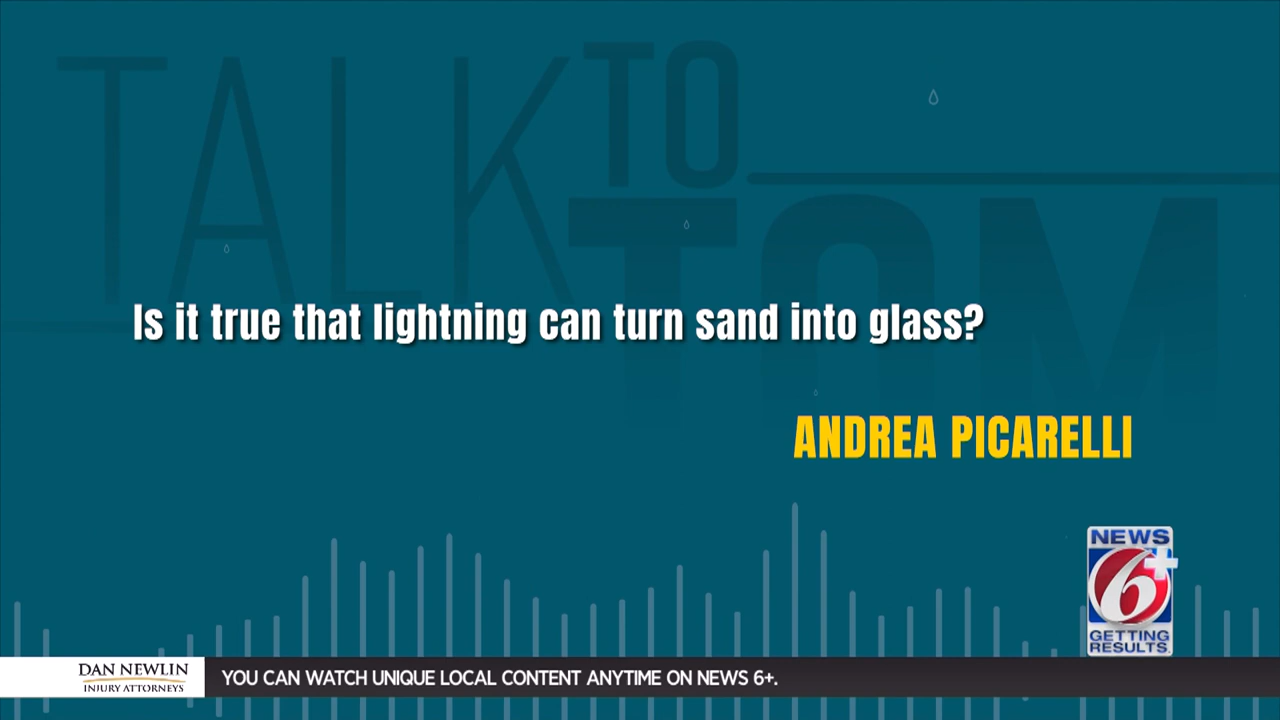 TALK
TO
TOM
Is it true that lightning can turn sand into glass?
ANDREA PICARELLI
NEWS
6+
GETTING
RESULTS
DAN NEWLIN
INJURY ATTORNEYS
YOU CAN WATCH UNIQUE LOCAL CONTENT ANYTIME ON NEWS 6+.